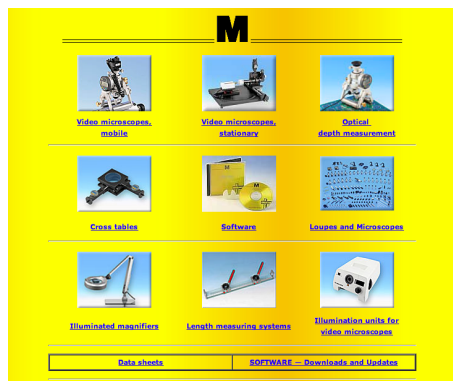 M
Video microscopes,
mobile
Video microscopes,
stationary
Optical
depth measurement
Cross tables
Software
Loupes and Microscopes
Illuminated magnifiers
Length measuring systems
Illumination units for
video microscopes
Data sheets
SOFTWARE — Downloads and Updates